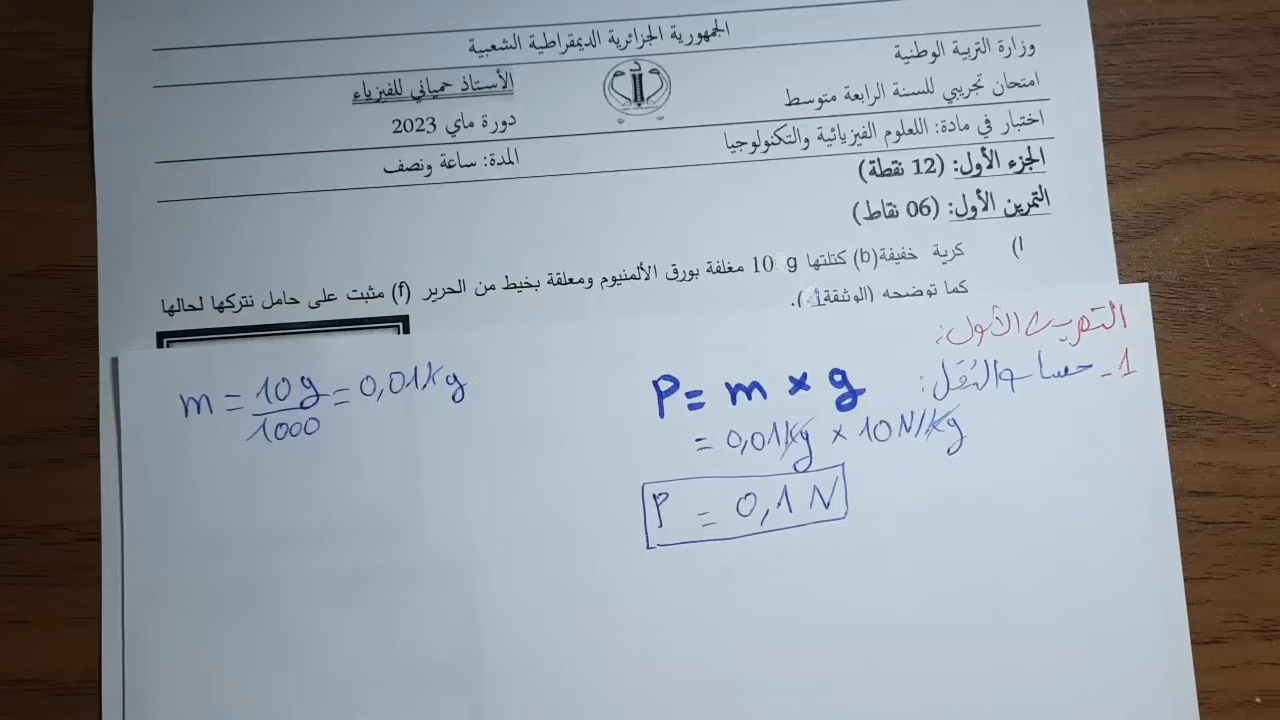 الجمهورية الجزائرية الديمقراطية الشعبية
وزارة التربية الوطنية
امتحان تجريبي للسنة الرابعة متوسط
الأستاذ حمياني للفيزياء
دورة ماي 2023
اختبار في مادة: اللعلوم الفيزيائية والتكنولوجيا
المدة: ساعة ونصف
الجزء الأول: (12 نقطة)
التمرين الأول: (06 نقاط)
I) كرية خفيفة(b) كتلتها 10 g مغلفة بورق الألمنيوم ومعلقة بخيط من الحرير (f) مثبت على حامل نتركها لحالها
كما توضحه (الوثيقة1).
التمرين الأول:
1- حساب الثقل:
P = m × g
= 0,01kg × 10N/kg
P = 0,1 N
m = 10g/1000 = 0,01kg